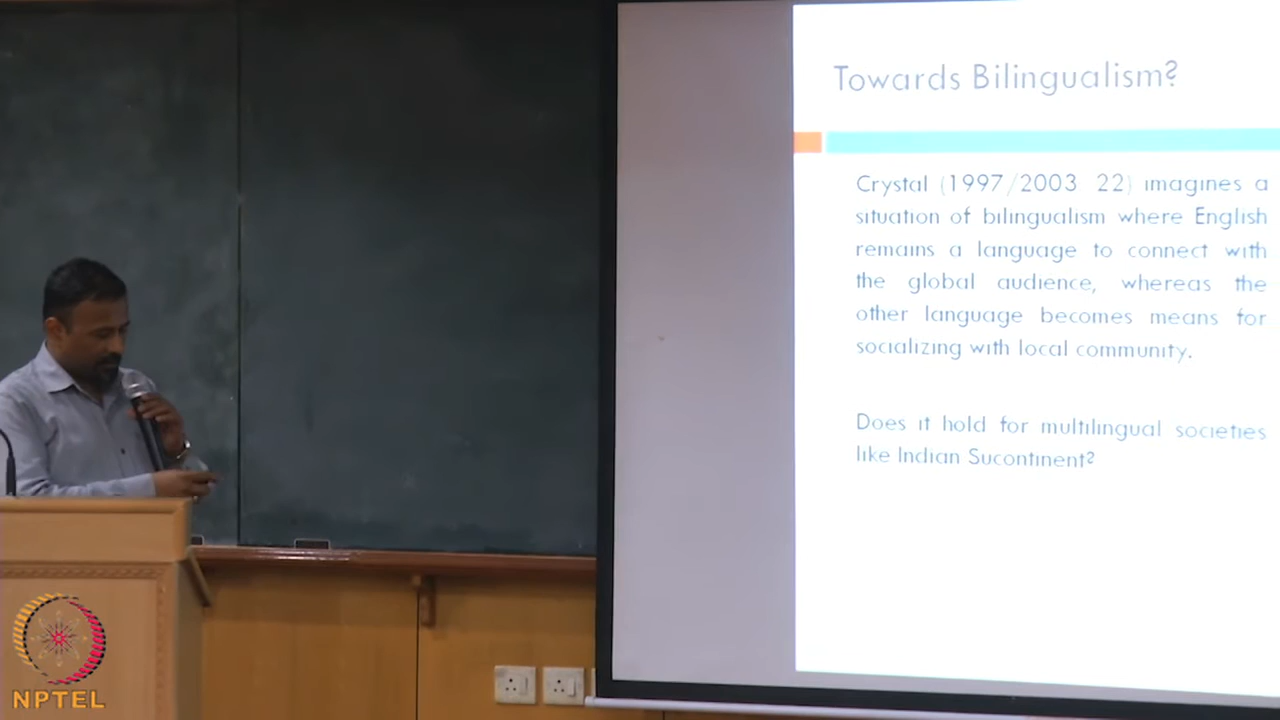 Towards Bilingualism?
Crystal (1997/2003 22) imagines a
situation of bilingualism where English
remains a language to connect with
the global audience, whereas the
other language becomes means for
socializing with local community.
Does it hold for multilingual societies
like Indian Sucontinent?
NPTEL